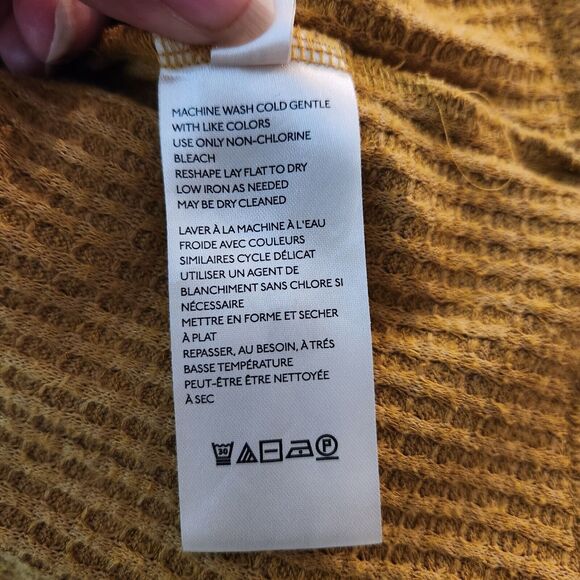 MACHINE WASH COLD GENTLE
WITH LIKE COLORS
USE ONLY NON-CHLORINE
BLEACH
RESHAPE LAY FLAT TO DRY
LOW IRON AS NEEDED
MAY BE DRY CLEANED
LAVER À LA MACHINE À L'EAU
FROIDE AVEC COULEURS
SIMILAIRES CYCLE DÉLICAT
UTILISER UN AGENT DE
BLANCHIMENT SANS CHLORE SI
NÉCESSAIRE
METTRE EN FORME ET SECHER
À PLAT
REPASSER, AU BESOIN, À TRÉS
BASSE TEMPÉRATURE
PEUT-ÊTRE ÊTRE NETTOYÉE
À SEC
30 P